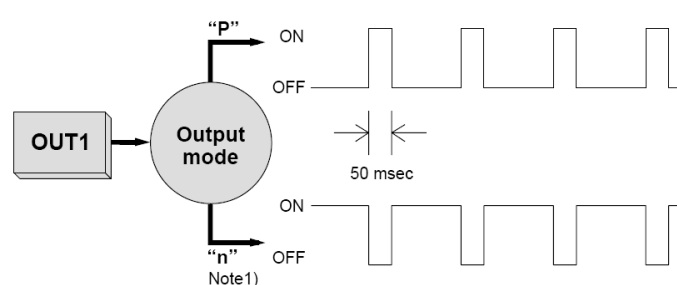 “P”
ON
OFF
OUT1
Output
mode
50 msec
ON
“n”
OFF
Note1)